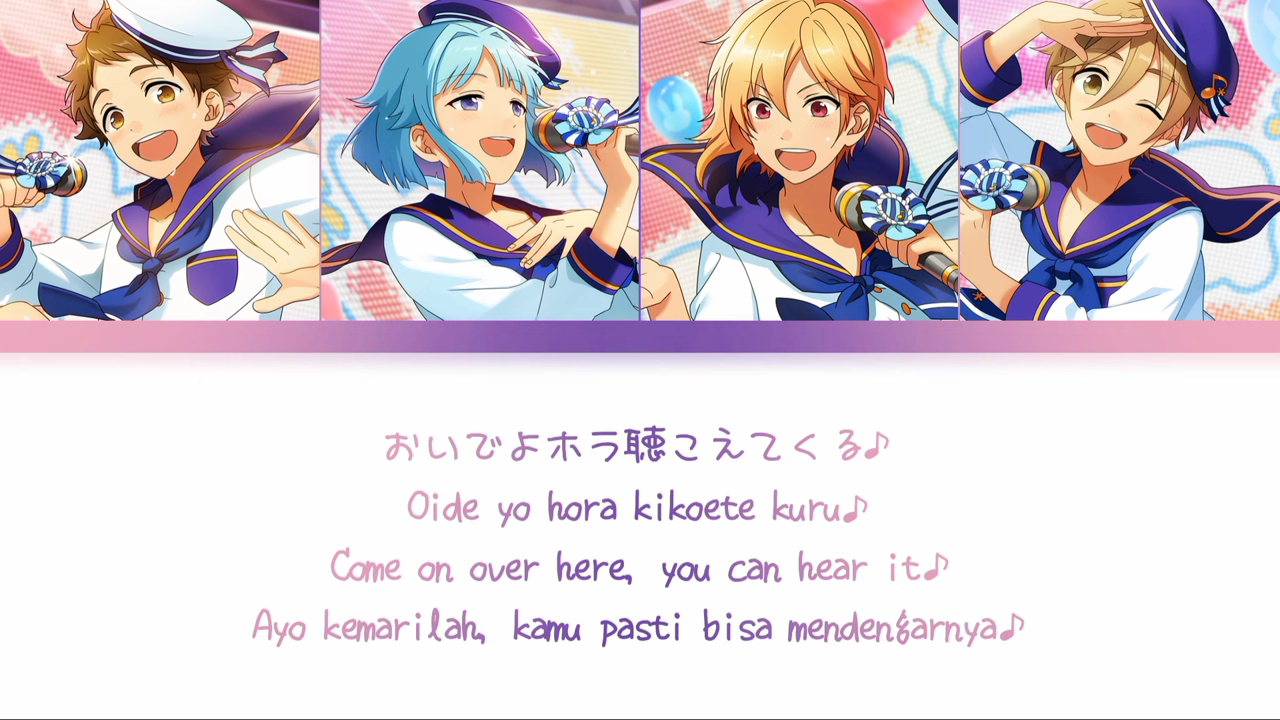 おいでよホラ聴こえてくる♪
Oide yo hora kikoete kuru♪
Come on over here, you can hear it♪
Ayo kemarilah, kamu pasti bisa mendengarnya♪